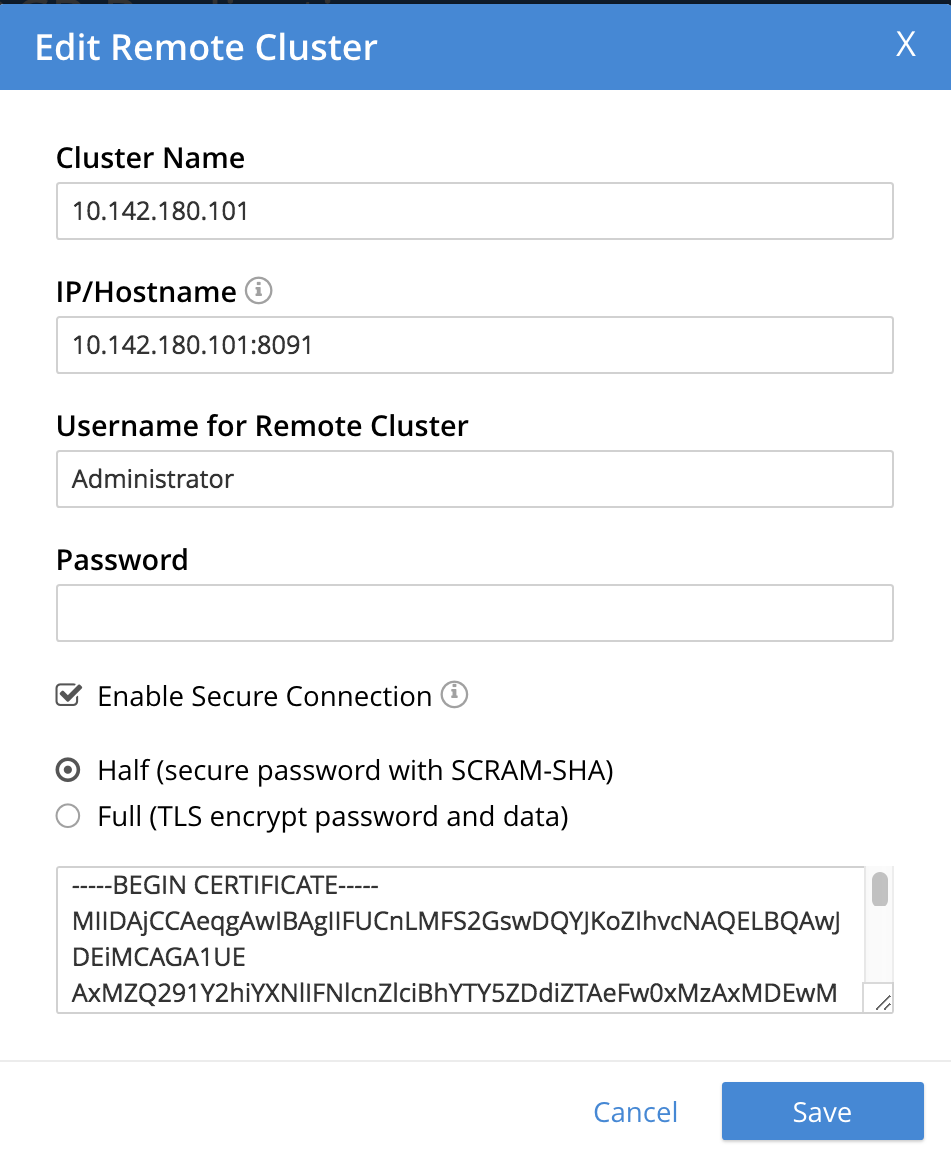 Edit Remote Cluster
X
Cluster Name
10.142.180.101
IP/Hostname
10.142.180.101:8091
Username for Remote Cluster
Administrator
Password
Enable Secure Connection
Half (secure password with SCRAM-SHA)
Full (TLS encrypt password and data)
-----BEGIN CERTIFICATE-----
MIIDAjCCAeqgAwIBAgIIFUCnLMFS2GswDQYJKoZIhvcNAQELBQAwJ
DEiMCAGA1UE
AxMZQ291Y2hiYXNlIFNlcnZlciBhYTY5ZDdiZTAeFw0xMzAxMDEwM
Cancel
Save